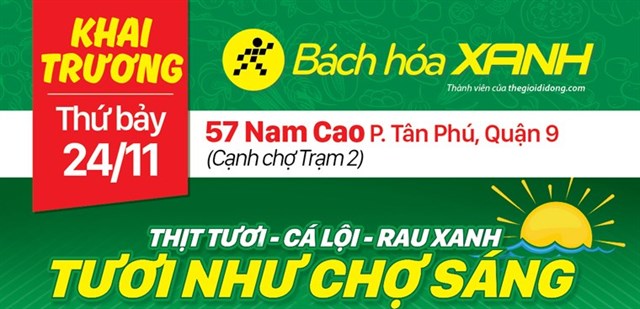 KHAI
TRƯƠNG
Thứ bảy
24/11
Bách hóa XANH
Thành viên của thegioididong.com
57 Nam Cao P. Tân Phú, Quận 9
(Cạnh chợ Trạm 2)
THỊT TƯƠI - CÁ LỘI - RAU XANH
TƯƠI NHƯ CHỢ SÁNG